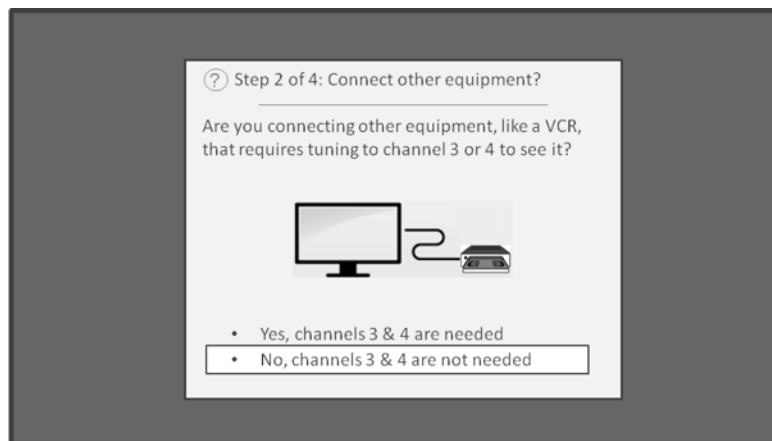 ? Step 2 of 4: Connect other equipment?
Are you connecting other equipment, like a VCR,
that requires tuning to channel 3 or 4 to see it?
• Yes, channels 3 & 4 are needed
• No, channels 3 & 4 are not needed